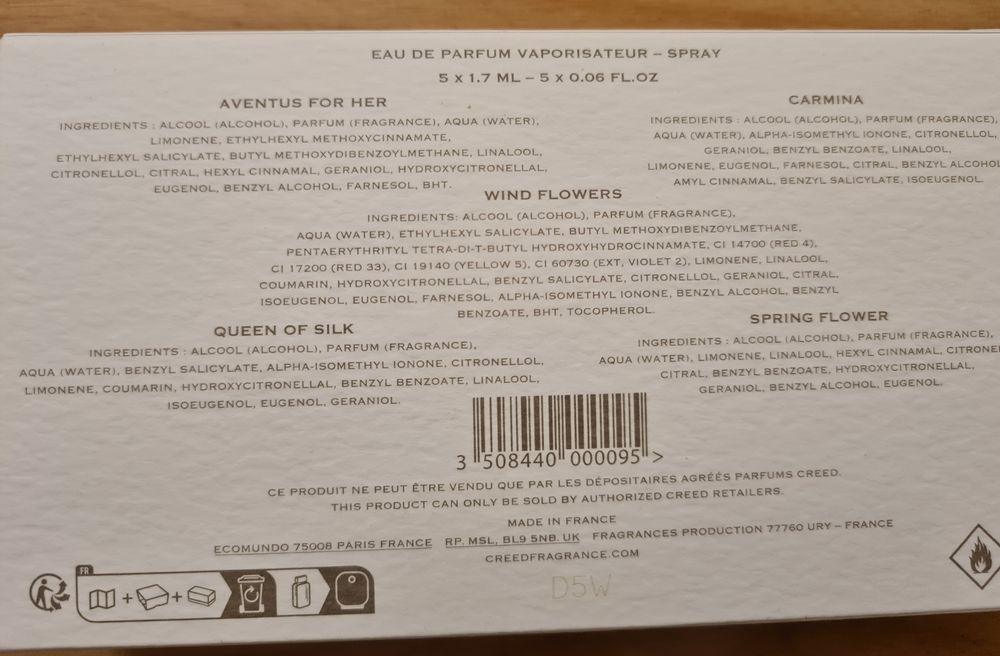 EAU DE PARFUM VAPORISATEUR – SPRAY
5 x 1.7 ML – 5 x 0.06 FL.OZ
AVENTUS FOR HER
INGREDIENTS : ALCOOL (ALCOHOL), PARFUM (FRAGRANCE), AQUA (WATER),
LIMONENE, ETHYLHEXYL METHOXYCINNAMATE,
ETHYLHEXYL SALICYLATE, BUTYL METHOXYDIBENZOYLMETHANE, LINALOOL,
CITRONELLOL, CITRAL, HEXYL CINNAMAL, GERANIOL, HYDROXYCITRONELLAL,
EUGENOL, BENZYL ALCOHOL, FARNESOL, BHT.
CARMINA
INGREDIENTS : ALCOOL (ALCOHOL), PARFUM (FRAGRANCE),
AQUA (WATER), ALPHA-ISOMETHYL IONONE, CITRONELLOL,
GERANIOL, BENZYL BENZOATE, LINALOOL,
LIMONENE, EUGENOL, FARNESOL, CITRAL, BENZYL ALCOHOL
AMYL CINNAMAL, BENZYL SALICYLATE, ISOEUGENOL.
WIND FLOWERS
INGREDIENTS: ALCOOL (ALCOHOL), PARFUM (FRAGRANCE),
AQUA (WATER), ETHYLHEXYL SALICYLATE, BUTYL METHOXYDIBENZOYLMETHANE,
PENTAERYTHRITYL TETRA-DI-T-BUTYL HYDROXYHYDROCINNAMATE, CI 14700 (RED 4),
CI 17200 (RED 33), CI 19140 (YELLOW 5), CI 60730 (EXT, VIOLET 2), LIMONENE, LINALOOL,
COUMARIN, HYDROXYCITRONELLAL, BENZYL SALICYLATE, CITRONELLOL, GERANIOL, CITRAL,
ISOEUGENOL, EUGENOL, FARNESOL, ALPHA-ISOMETHYL IONONE, BENZYL ALCOHOL, BENZYL
BENZOATE, BHT, TOCOPHEROL.
QUEEN OF SILK
INGREDIENTS : ALCOOL (ALCOHOL), PARFUM (FRAGRANCE),
AQUA (WATER), BENZYL SALICYLATE, ALPHA-ISOMETHYL IONONE, CITRONELLOL,
LIMONENE, COUMARIN, HYDROXYCITRONELLAL, BENZYL BENZOATE, LINALOOL,
ISOEUGENOL, EUGENOL, GERANIOL.
SPRING FLOWER
INGREDIENTS : ALCOOL (ALCOHOL), PARFUM (FRAGRANCE),
AQUA (WATER), LIMONENE, LINALOOL, HEXYL CINNAMAL, CITRONE
CITRAL, BENZYL BENZOATE, HYDROXYCITRONELLAL,
GERANIOL, BENZYL ALCOHOL, EUGENOL.
3 508440 000095 >
CE PRODUIT NE PEUT ÊTRE VENDU QUE PAR LES DÉPOSITAIRES AGRÉÉS PARFUMS CREED.
THIS PRODUCT CAN ONLY BE SOLD BY AUTHORIZED CREED RETAILERS.
MADE IN FRANCE
ECOMUNDO 75008 PARIS FRANCE RP. MSL, BL9 5NB. UK FRAGRANCES PRODUCTION 77760 URY – FRANCE
CREEDFRAGRANCE.COM
FR
D5W